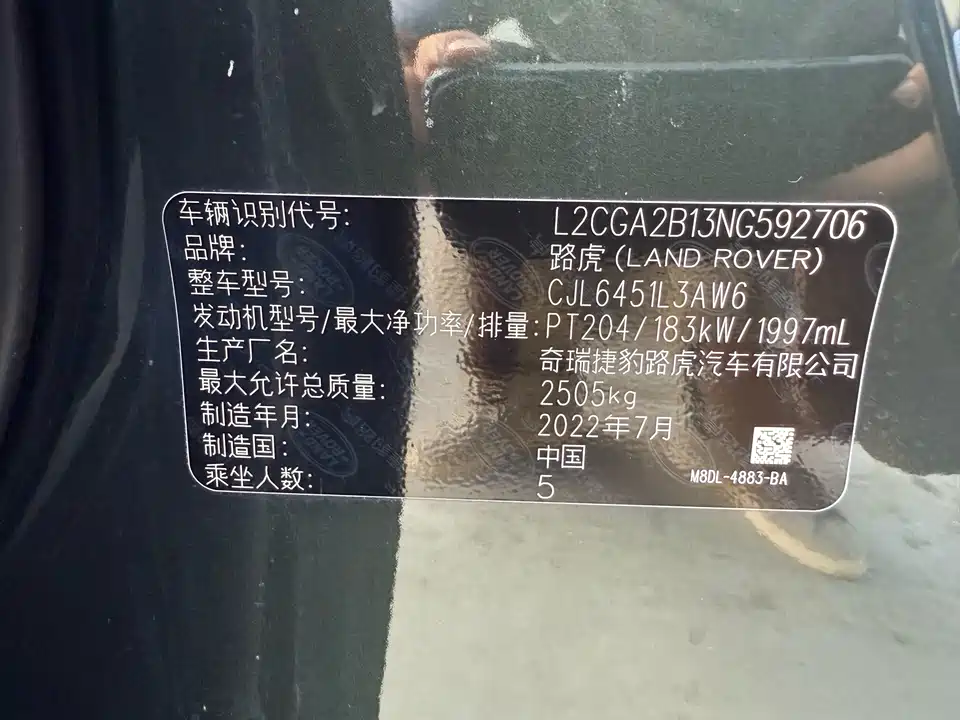 车辆识别代号: L2CGA2B13NG592706
品牌: 路虎 (LAND ROVER)
整车型号: CJL6451L3AW6
发动机型号/最大净功率/排量: PT204/183kW/1997mL
生产厂名: 奇瑞捷豹路虎汽车有限公司
最大允许总质量: 2505kg
制造年月: 2022年7月
制造国: 中国
乘坐人数: 5
M8DL-4883-BA